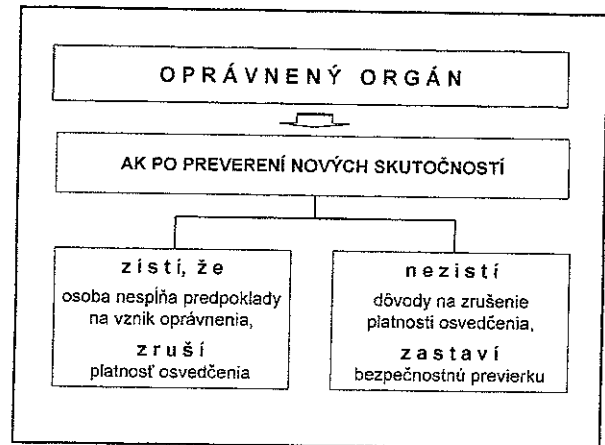 OPRÁVNENÝ ORGÁN
AK PO PREVERENÍ NOVÝCH SKUTOČNOSTÍ
zistí, že
osoba nespĺňa predpoklady
na vznik oprávnenia,
zruší
platnosť osvedčenia
nezistí
dôvody na zrušenie
platnosti osvedčenia,
zastaví
bezpečnostnú previerku